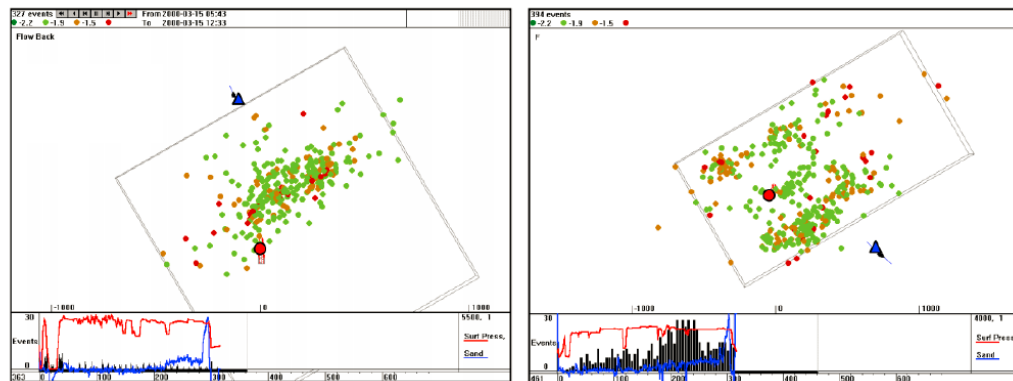 327 events From 2000-03-15 05:43
-2.2 -1.9 -1.5 To 2000-03-15 12:33
Flow Back
-1000 0 1000
30 5500, 1
Events Surf Press,
0 Sand
363 0 100 200 300 400 500 600
394 events
-2.2 -1.9 -1.5
F
-1000 0 1000
30 4000, 1
Events Surf Pres
0 Sand
451 0 100 200 300 400 500 600